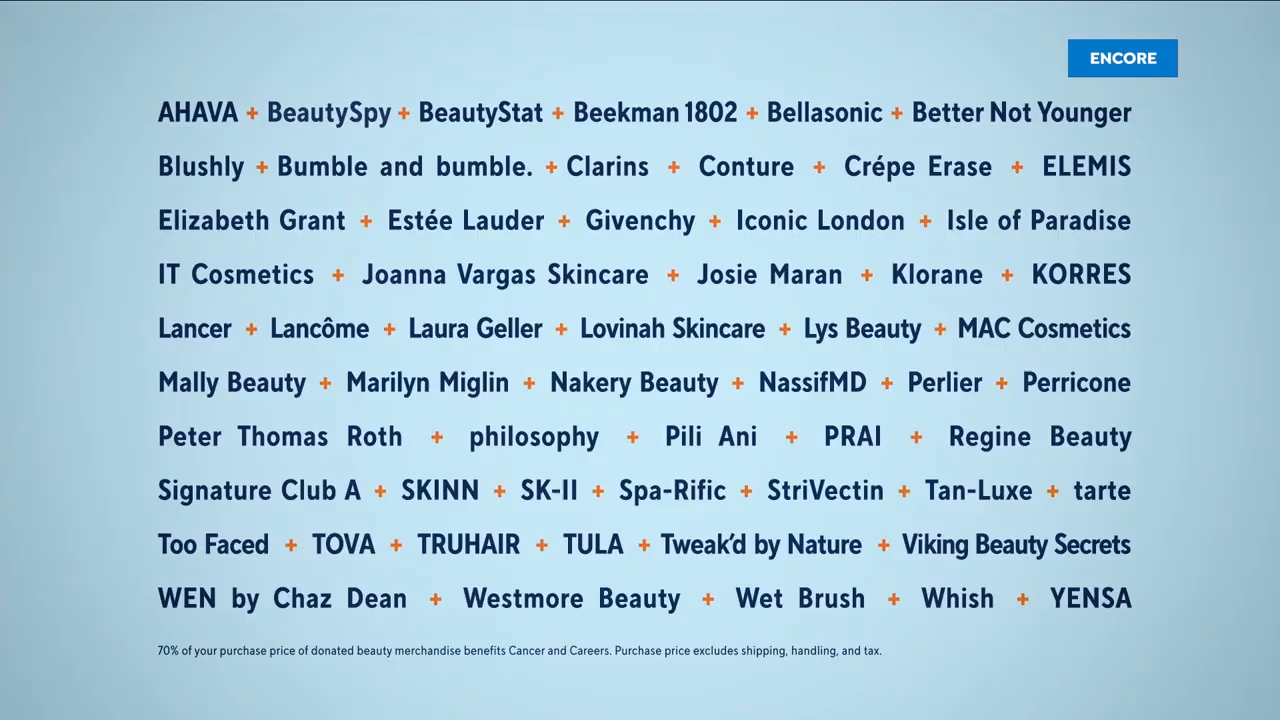 ENCORE
AHAVA + BeautySpy + BeautyStat + Beekman 1802 + Bellasonic + Better Not Younger
Blushly + Bumble and bumble. + Clarins + Conture + Crépe Erase + ELEMIS
Elizabeth Grant + Estée Lauder + Givenchy + Iconic London + Isle of Paradise
IT Cosmetics + Joanna Vargas Skincare + Josie Maran + Klorane + KORRES
Lancer + Lancôme + Laura Geller + Lovinah Skincare + Lys Beauty + MAC Cosmetics
Mally Beauty + Marilyn Miglin + Nakery Beauty + NassifMD + Perlier + Perricone
Peter Thomas Roth + philosophy + Pili Ani + PRAI + Regine Beauty
Signature Club A + SKINN + SK-II + Spa-Rific + StriVectin + Tan-Luxe + tarte
Too Faced + TOVA + TRUHAIR + TULA + Tweak'd by Nature + Viking Beauty Secrets
WEN by Chaz Dean + Westmore Beauty + Wet Brush + Whish + YENSA
70% of your purchase price of donated beauty merchandise benefits Cancer and Careers. Purchase price excludes shipping, handling, and tax.